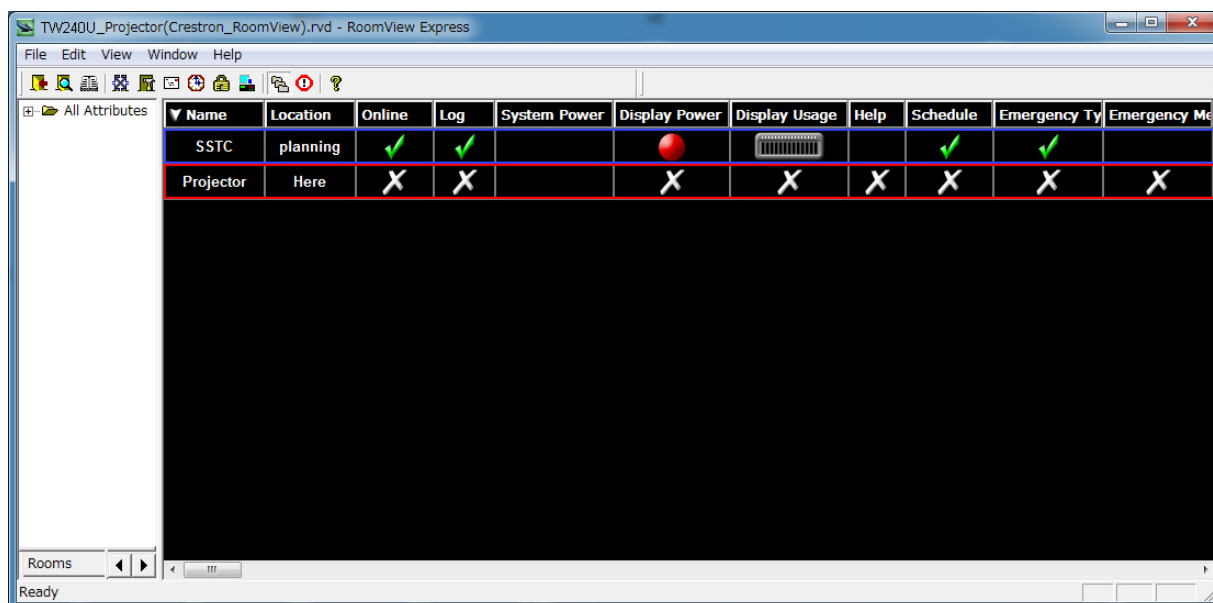 TW240U_Projector(Crestron_RoomView).rvd - RoomView Express
File Edit View Window Help
All Attributes
Name Location Online Log System Power Display Power Display Usage Help Schedule Emergency Ty Emergency Me
SSTC planning
Projector Here
Rooms
Ready